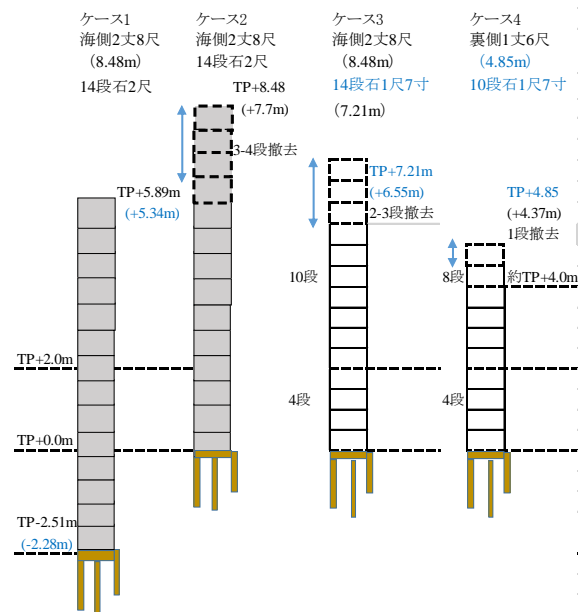 ケース1
海側2丈8尺
(8.48m)
14段石2尺
TP+5.89m
(+5.34m)
TP+2.0m
TP+0.0m
TP-2.51m
(-2.28m)
ケース2
海側2丈8尺
(8.48m)
14段石2尺
TP+8.48
(+7.7m)
3-4段撤去
ケース3
海側2丈8尺
(8.48m)
14段石1尺7寸
(7.21m)
TP+7.21m
(+6.55m)
2-3段撤去
10段
4段
ケース4
裏側1丈6尺
(4.85m)
10段石1尺7寸
TP+4.85
(+4.37m)
1段撤去
8段
約TP+4.0m
4段